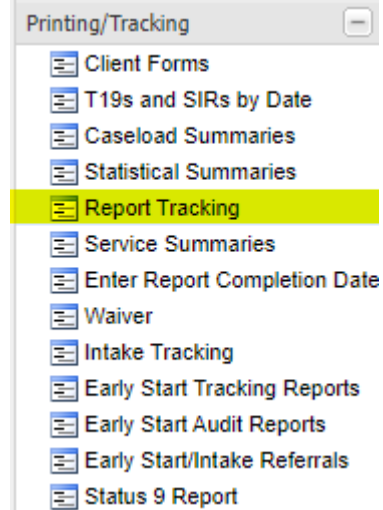 Printing/Tracking
Client Forms
T19s and SIRs by Date
Caseload Summaries
Statistical Summaries
Report Tracking
Service Summaries
Enter Report Completion Date
Waiver
Intake Tracking
Early Start Tracking Reports
Early Start Audit Reports
Early Start/Intake Referrals
Status 9 Report